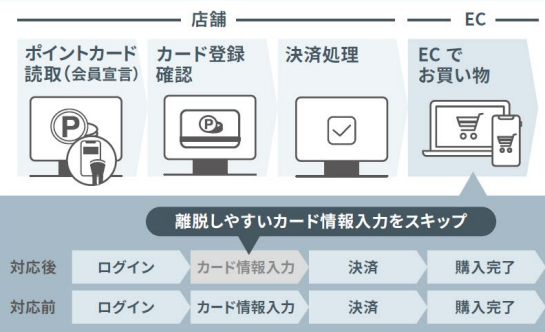 店舗
EC
ポイントカード
読取(会員宣言)
カード登録
確認
決済処理
EC で
お買い物
P
P
離脱しやすいカード情報入力をスキップ
対応後
ログイン
カード情報入力
決済
購入完了
対応前
ログイン
カード情報入力
決済
購入完了